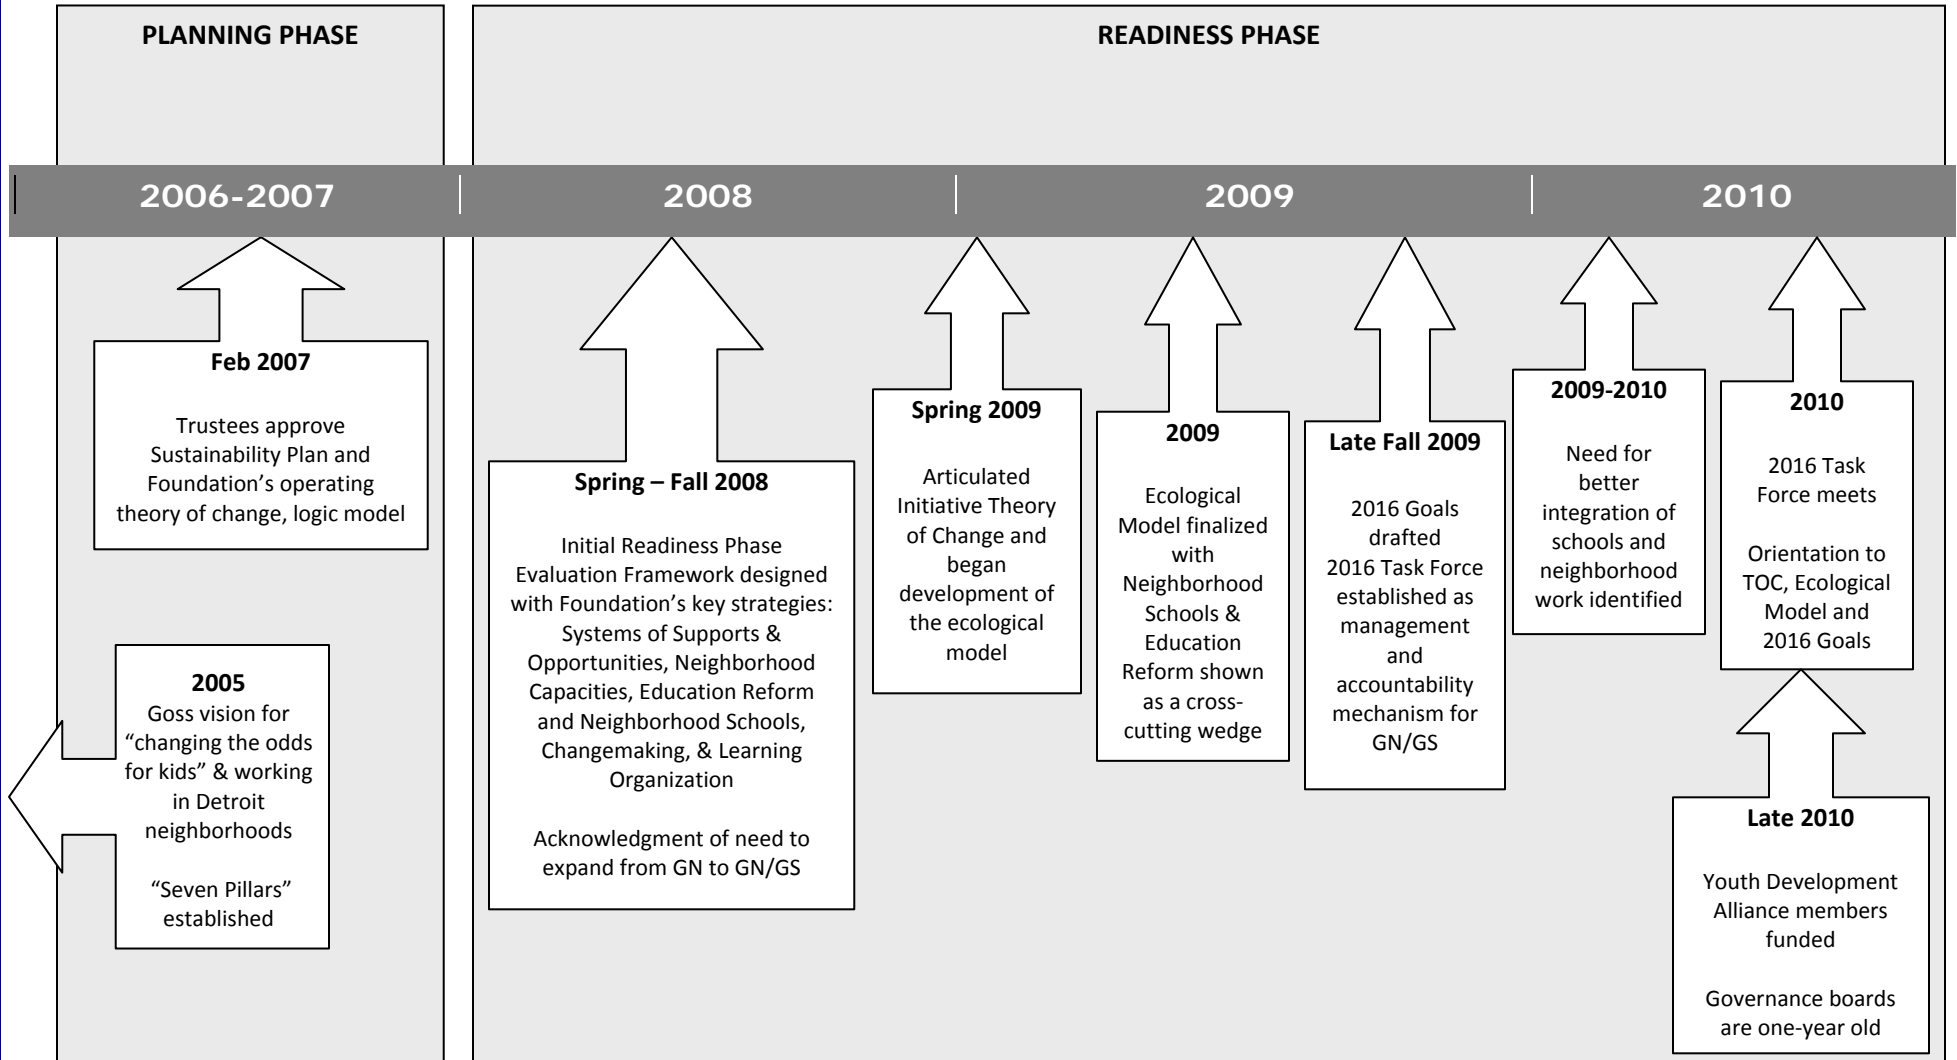 PLANNING PHASE
READINESS PHASE
2006-2007
2008
2009
2010
Feb 2007
Trustees approve
Sustainability Plan and
Foundation’s operating
theory of change, logic model
2005
Goss vision for
“changing the odds
for kids” & working
in Detroit
neighborhoods
“Seven Pillars”
established
Spring – Fall 2008
Initial Readiness Phase
Evaluation Framework designed
with Foundation’s key strategies:
Systems of Supports &
Opportunities, Neighborhood
Capacities, Education Reform
and Neighborhood Schools,
Changemaking, & Learning
Organization
Acknowledgment of need to
expand from GN to GN/GS
Spring 2009
Articulated
Initiative Theory
of Change and
began
development of
the ecological
model
2009
Ecological
Model finalized
with
Neighborhood
Schools &
Education
Reform shown
as a cross-
cutting wedge
Late Fall 2009
2016 Goals
drafted
2016 Task Force
established as
management
and
accountability
mechanism for
GN/GS
2009-2010
Need for
better
integration of
schools and
neighborhood
work identified
2010
2016 Task
Force meets
Orientation to
TOC, Ecological
Model and
2016 Goals
Late 2010
Youth Development
Alliance members
funded
Governance boards
are one-year old